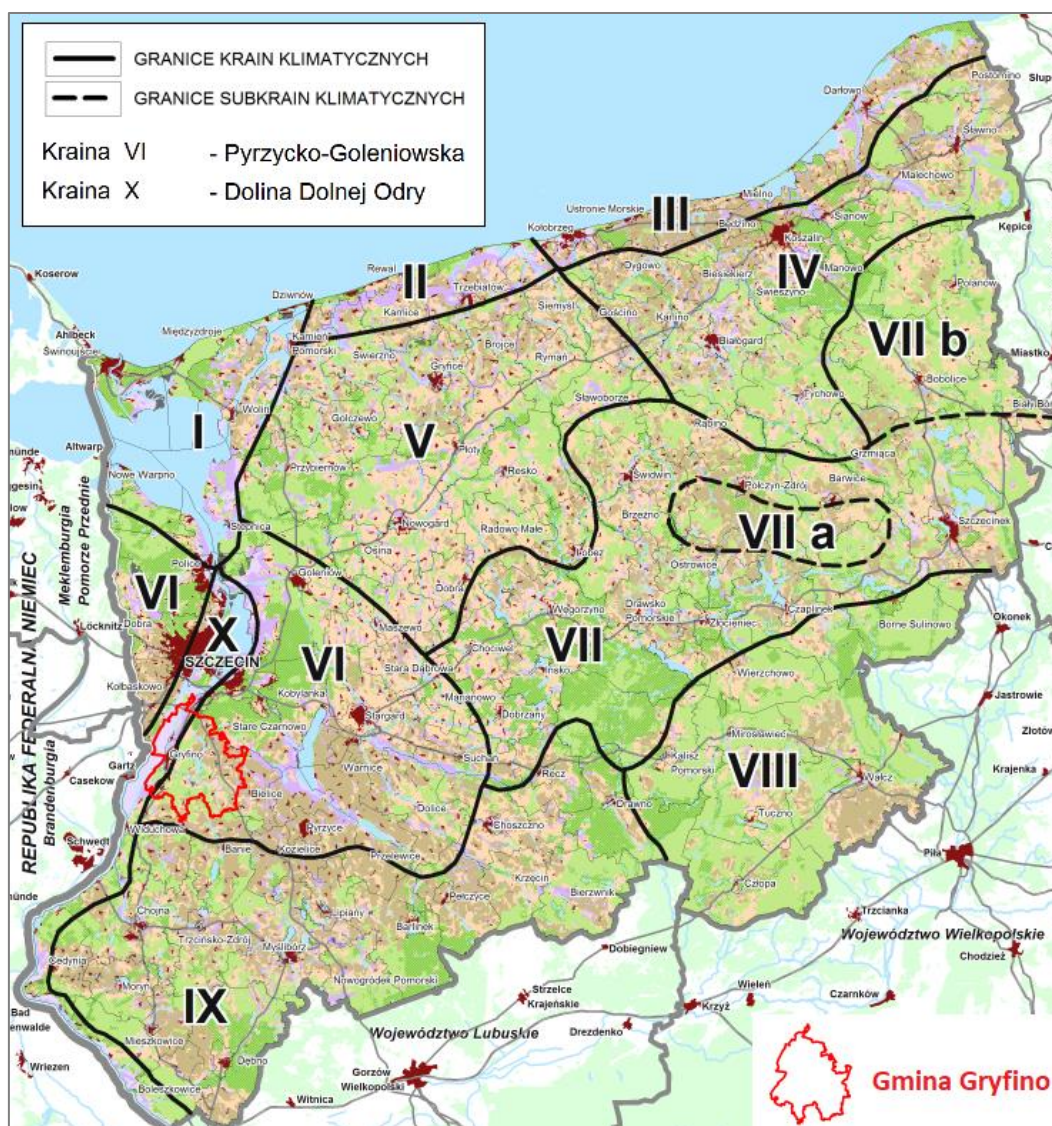 GRANICE KRAIN KLIMATYCZNYCH
GRANICE SUBKRAIN KLIMATYCZNYCH
Kraina VI - Pyrzycko-Goleniowska
Kraina X - Dolina Dolnej Odry
Postomino
Darłowo
Słup
Sławno
Malechowo
Mielno
Sianów
Ustronie Morskie
III
Będzino
Koszalin
Kępice
Kołobrzeg
IV
Manowo
Dygowo
Biesiekierz
Świeszyno
Polanów
Koserow
Rewal
II
Trzebiatów
Karnice
Siemyśl
Gościno
Karlino
Dziwnów
Międzyzdroje
Kamień
Pomorski
Świerzno
Brojce
Rymań
Białogard
VII b
Miastko
Ahlbeck
Świnoujście
Gryfice
Bobolice
Tychowo
Sławoborze
Biały Bór
Wolin
Golczewo
V
Rąbino
Grzmiąca
Altwarp
I
Płoty
Przybiernów
Resko
Świdwin
Połczyn-Zdrój
Barwice
Nowe Warpno
Stepnica
Nowogard
Radowo Małe
Brzeżno
VII a
Szczecinek
Osina
Łobez
Ostrowice
Police
Goleniów
Dobra
Meklemburgia
Pomorze Przednie
VI
Węgorzyno
Drawsko
Pomorskie
Złocieniec
Czaplinek
Okonek
Löcknitz
Dobra
X
SZCZECIN
Maszewo
Chociwel
Borne Sulinowo
VI
VII
Stara Dąbrowa
Ińsko
Wierzchowo
Kołbaskowo
Kobylanka
Marianowo
Dobrzany
Jastrowie
Stargard
Stare Czarnowo
Suchań
Mirosławiec
Złotów
REPUBLIKA FEDERALNA NIEMIEC
Brandenburgia
Gryfino
Gartz
Casekow
Warnice
Recz
Kalisz
Pomorski
VIII
Wałcz
Krajenka
Bielice
Dolice
Drawno
Tuczno
Widuchowa
Pyrzyce
Choszczno
Schwedt
Banie
Kozielice
Przelewice
Piła
Krzęcin
Człopa
Pełczyce
Bierzwnik
Chojna
Lipiany
Trzcianka
Trzcińsko-Zdrój
Barlinek
Myślibórz
Dobiegniew
Województwo Wielkopolskie
Cedynia
Chodzież
Moryń
Nowogródek Pomorski
IX
Strzelce
Krajeńskie
Wieleń
Krzyż
Czarnków
Bad
Mieszkowice
Województwo Lubuskie
Drezdenko
Wriezen
Dębno
Gorzów
Wielkopolski
Boleszkowice
Witnica
Gmina Gryfino